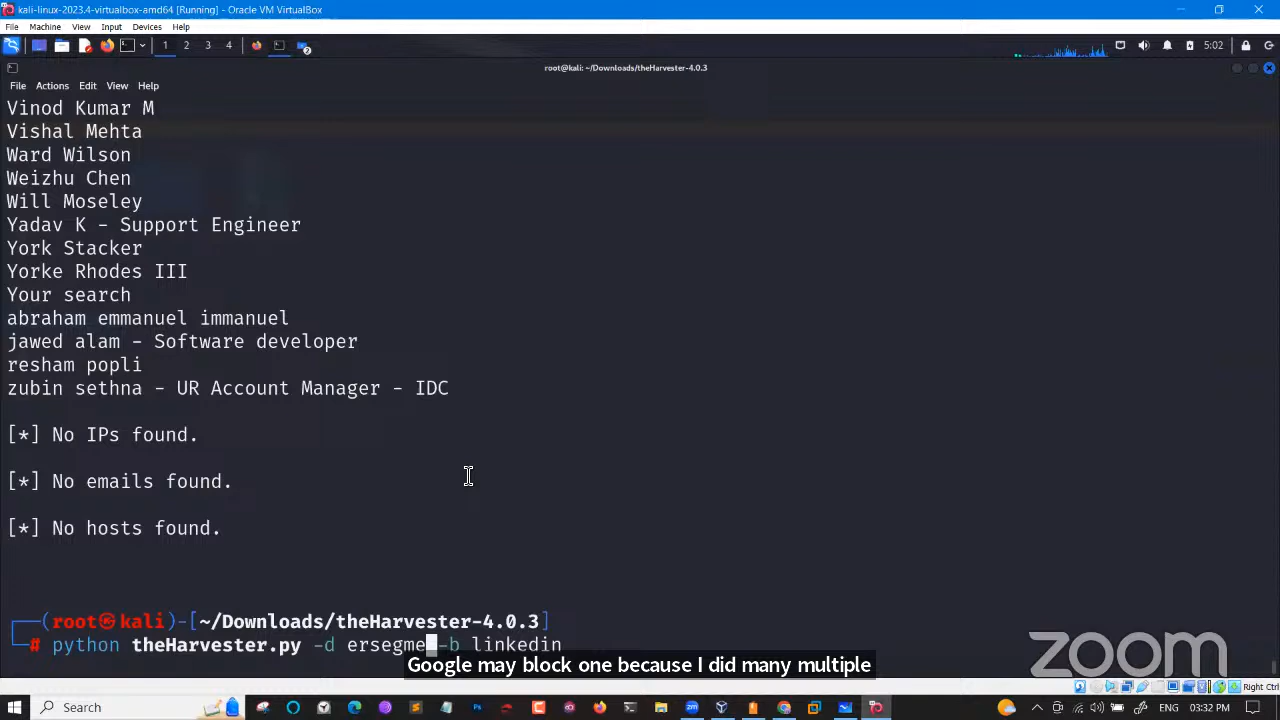 kali-linux-2023.4-virtualbox-amd64 [Running] - Oracle VM VirtualBox
File Machine View Input Devices Help
1 2 3 4 2 5:02
root@kali: ~/Downloads/theHarvester-4.0.3
File Actions Edit View Help
Vinod Kumar M
Vishal Mehta
Ward Wilson
Weizhu Chen
Will Moseley
Yadav K - Support Engineer
York Stacker
Yorke Rhodes III
Your search
abraham emmanuel immanuel
jawed alam - Software developer
resham popli
zubin sethna - UR Account Manager - IDC
[*] No IPs found.
[*] No emails found.
[*] No hosts found.
(root㉿kali)-[~/Downloads/theHarvester-4.0.3]
# python theHarvester.py -d ersegme -b linkedin
Google may block one because I did many multiple
zoom
Right Ctrl
Search
03:32 PM